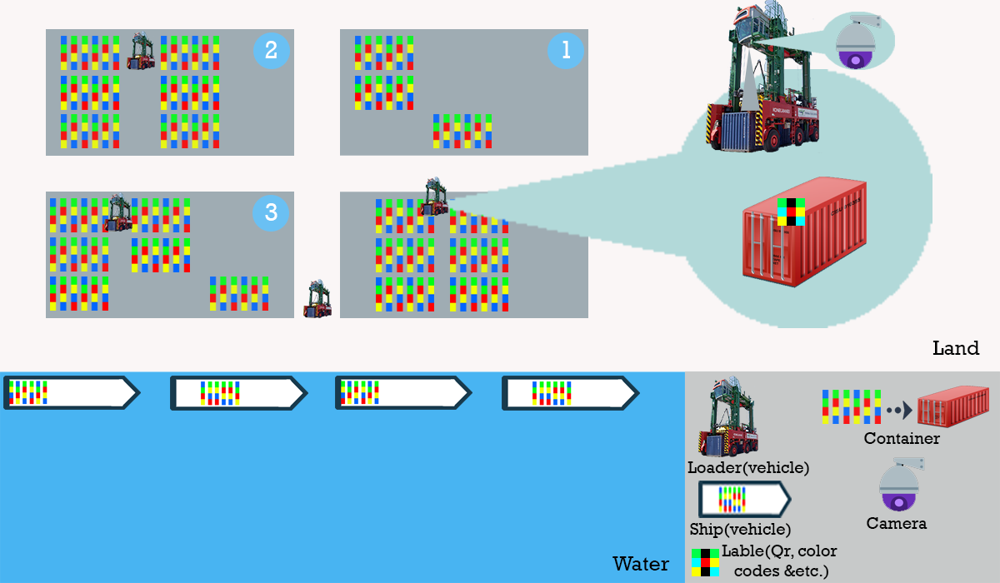 2
1
3
Land
Loader(vehicle)
Container
Ship(vehicle)
Camera
Lable(Qr, color
codes &etc.)
Water